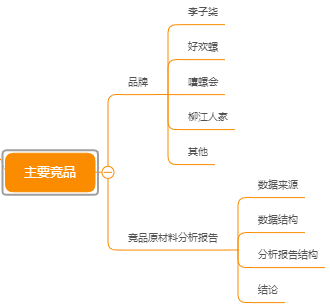 主要竞品
品牌
李子柒
好欢螺
嘻螺会
柳江人家
其他
竞品原材料分析报告
数据来源
数据结构
分析报告结构
结论